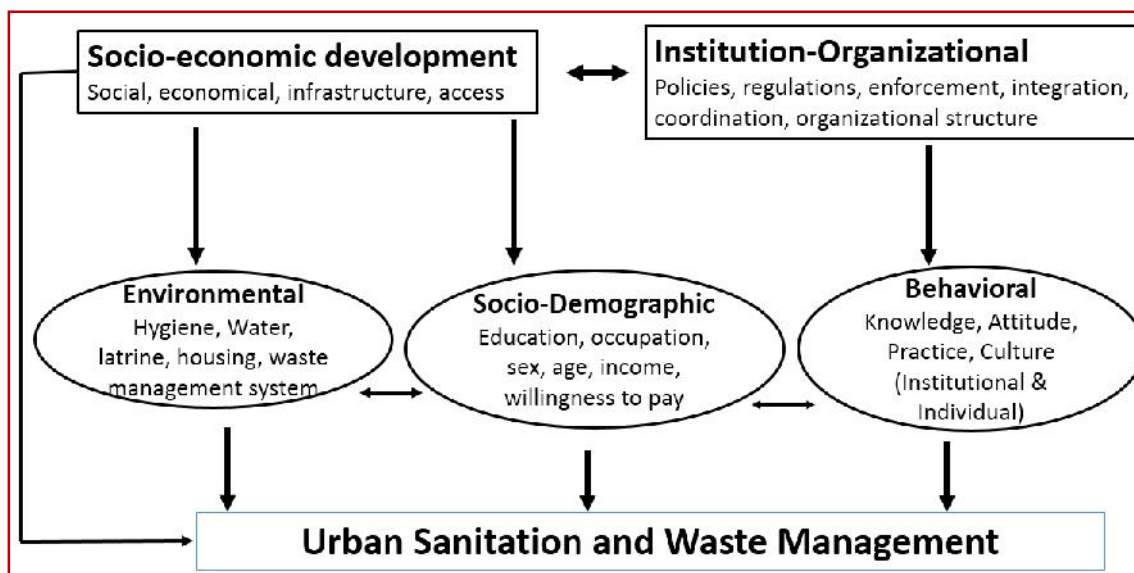 Socio-economic development
Social, economical, infrastructure, access
Institution-Organizational
Policies, regulations, enforcement, integration,
coordination, organizational structure
Environmental
Hygiene, Water,
latrine, housing, waste
management system
Socio-Demographic
Education, occupation,
sex, age, income,
willingness to pay
Behavioral
Knowledge, Attitude,
Practice, Culture
(Institutional &
Individual)
Urban Sanitation and Waste Management